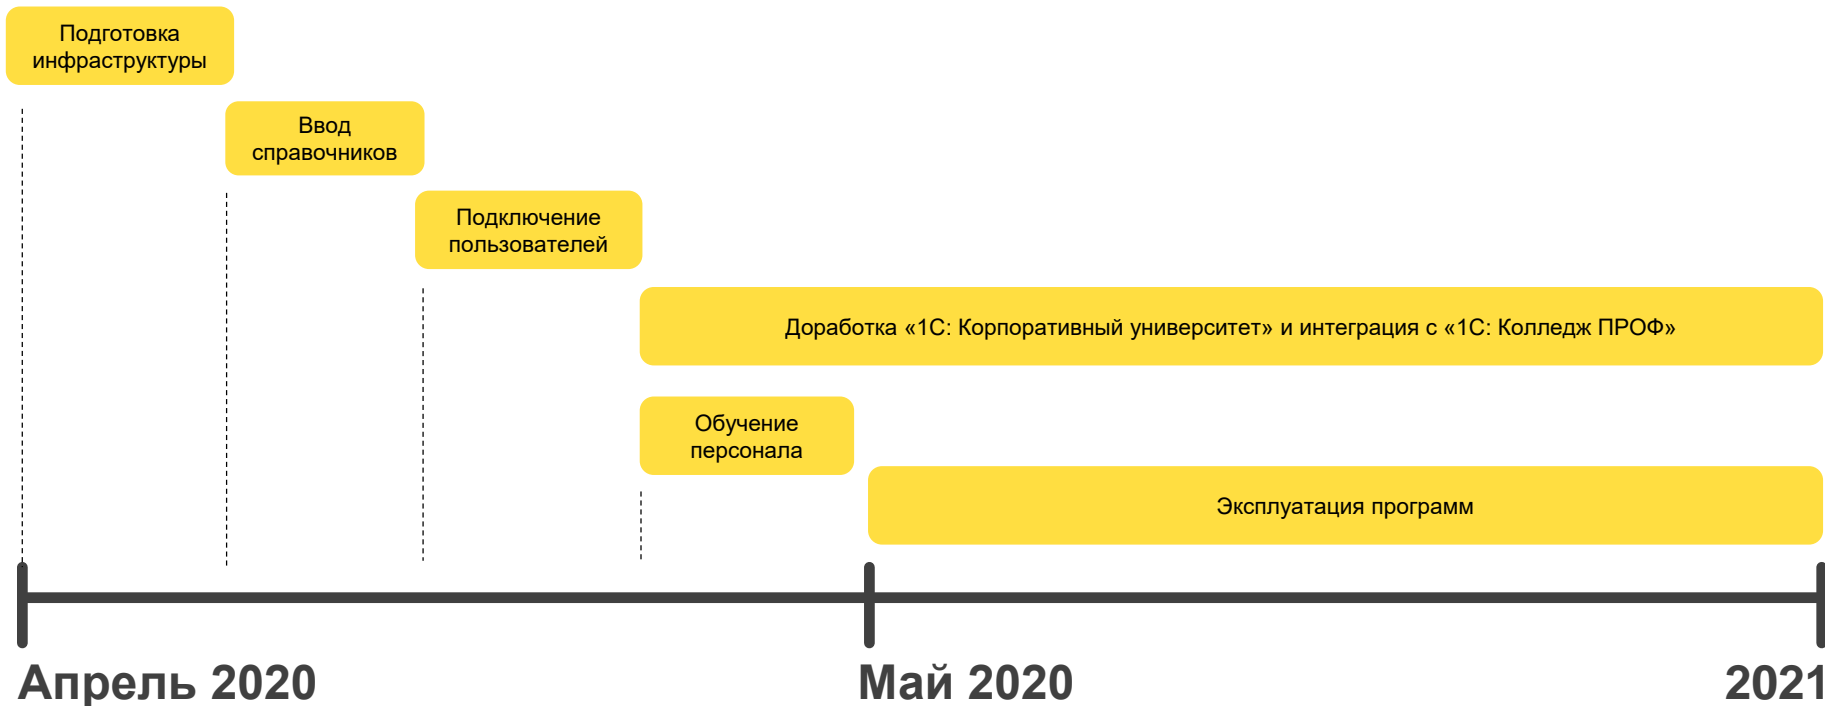 Подготовка
инфраструктуры
Ввод
справочников
Подключение
пользователей
Доработка «1С: Корпоративный университет» и интеграция с «1С: Колледж ПРОФ»
Обучение
персонала
Эксплуатация программ
Апрель 2020
Май 2020
2021